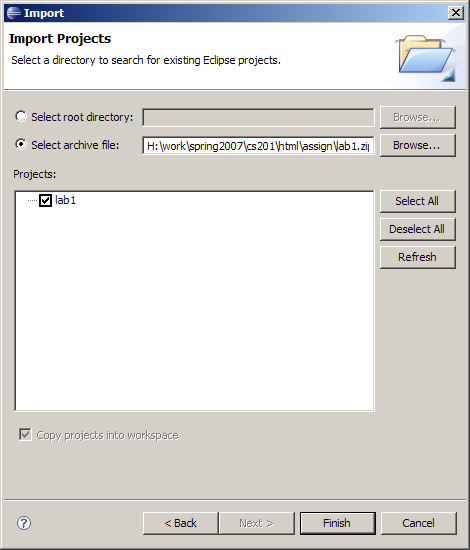 Import
Import Projects
Select a directory to search for existing Eclipse projects.
Select root directory:
Browse...
Select archive file:
H:\work\spring2007\cs201\html\assign\lab1.zip
Browse...
Projects:
lab1
Select All
Deselect All
Refresh
Copy projects into workspace
?
< Back
Next >
Finish
Cancel